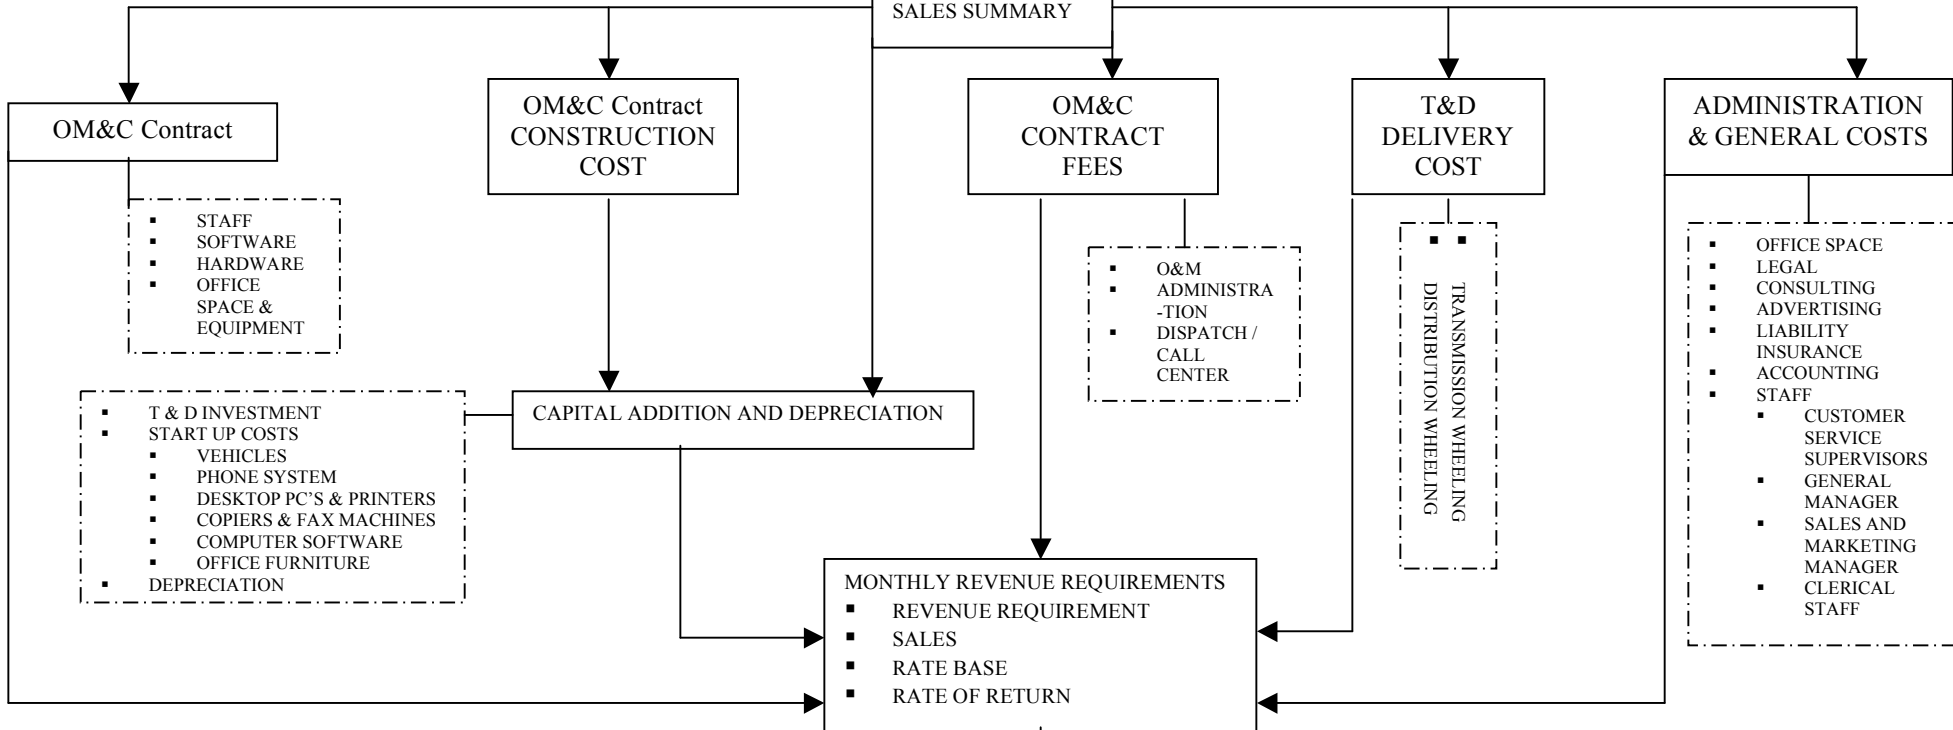 SALES SUMMARY
OM&C Contract
OM&C Contract
CONSTRUCTION
COST
OM&C
CONTRACT
FEES
T&D
DELIVERY
COST
ADMINISTRATION
& GENERAL COSTS
▪ STAFF
▪ SOFTWARE
▪ HARDWARE
▪ OFFICE
SPACE &
EQUIPMENT
▪ O&M
▪ ADMINISTRA
-TION
▪ DISPATCH /
CALL
CENTER
▪ TRANSMISSION WHEELING
▪ DISTRIBUTION WHEELING
▪ OFFICE SPACE
▪ LEGAL
▪ CONSULTING
▪ ADVERTISING
▪ LIABILITY
INSURANCE
▪ ACCOUNTING
▪ STAFF
▪ CUSTOMER
SERVICE
SUPERVISORS
▪ GENERAL
MANAGER
▪ SALES AND
MARKETING
MANAGER
▪ CLERICAL
STAFF
▪ T & D INVESTMENT
▪ START UP COSTS
▪ VEHICLES
▪ PHONE SYSTEM
▪ DESKTOP PC’S & PRINTERS
▪ COPIERS & FAX MACHINES
▪ COMPUTER SOFTWARE
▪ OFFICE FURNITURE
▪ DEPRECIATION
CAPITAL ADDITION AND DEPRECIATION
MONTHLY REVENUE REQUIREMENTS
▪ REVENUE REQUIREMENT
▪ SALES
▪ RATE BASE
▪ RATE OF RETURN